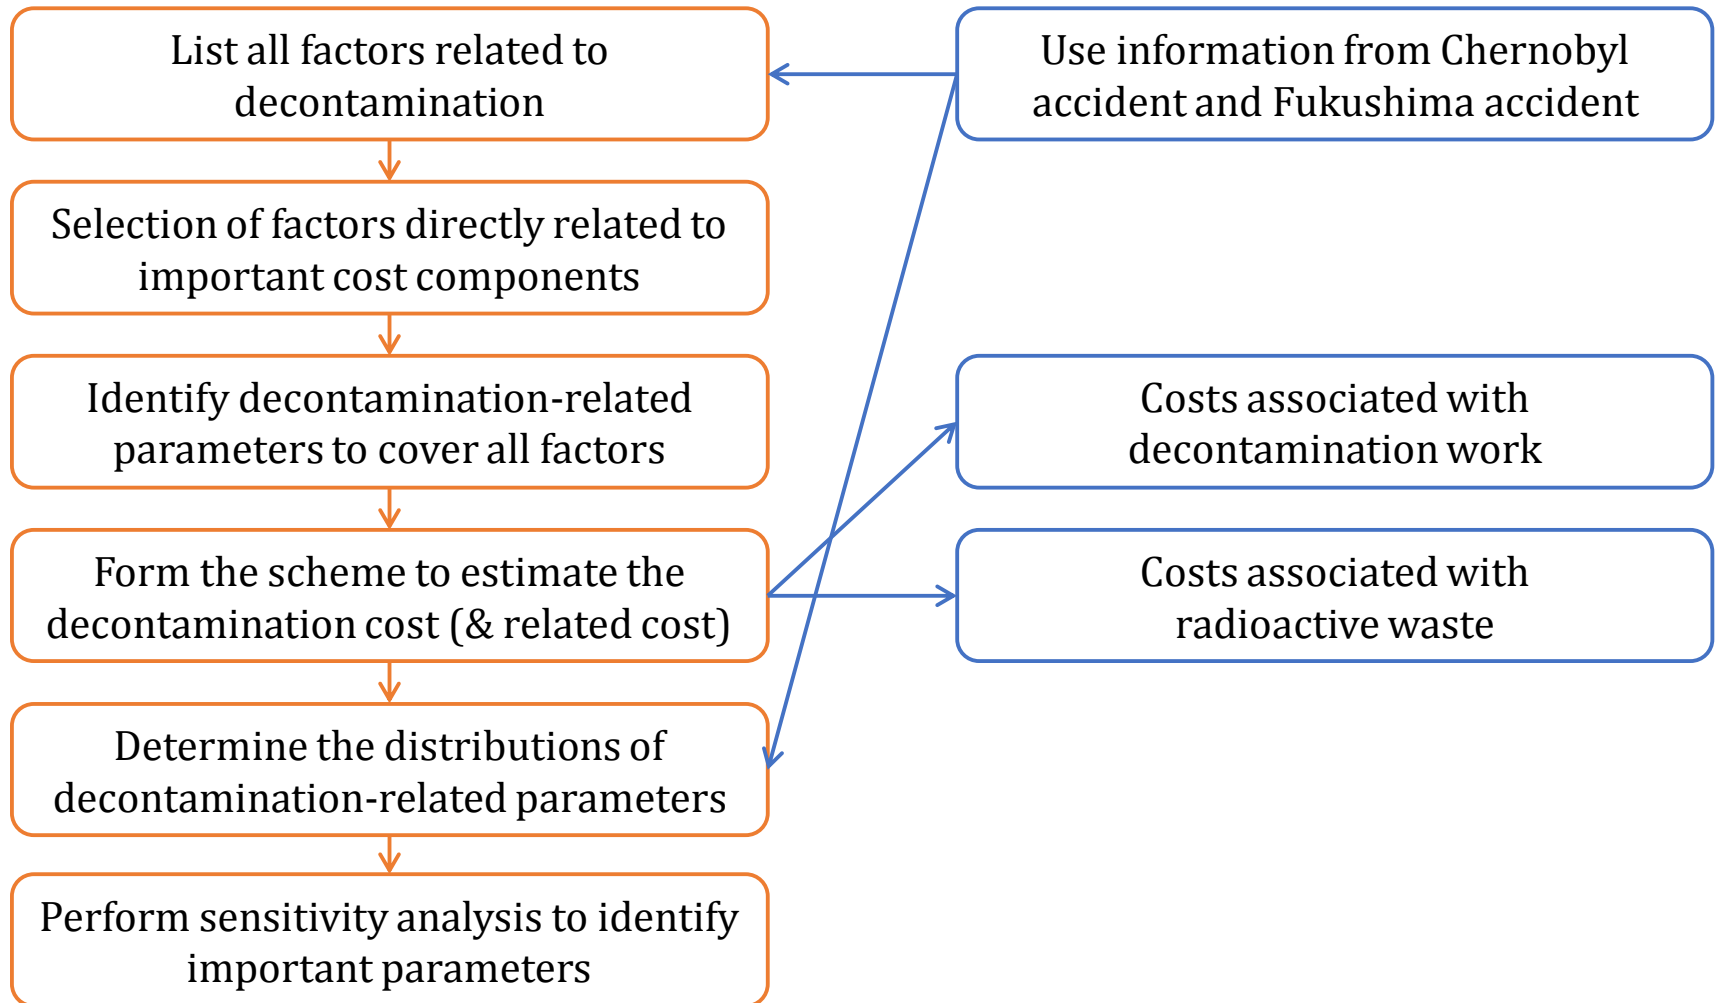 List all factors related to
decontamination
Use information from Chernobyl
accident and Fukushima accident
Selection of factors directly related to
important cost components
Identify decontamination-related
parameters to cover all factors
Costs associated with
decontamination work
Form the scheme to estimate the
decontamination cost (& related cost)
Costs associated with
radioactive waste
Determine the distributions of
decontamination-related parameters
Perform sensitivity analysis to identify
important parameters